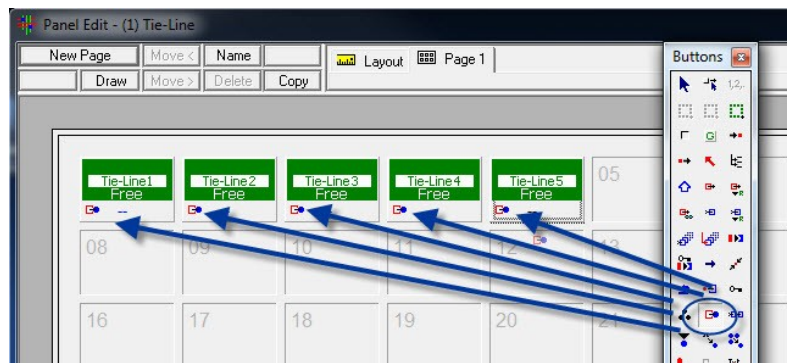 Panel Edit - (1) Tie-Line
New Page Move < Name Layout Page 1
Draw Move > Delete Copy
Buttons
1,2,.
G
Tie-Line1 Tie-Line2 Tie-Line3 Tie-Line4 Tie-Line5 05
Free Free Free Free Free
--
08 09 10 11 12 13
16 17 18 19 20 21